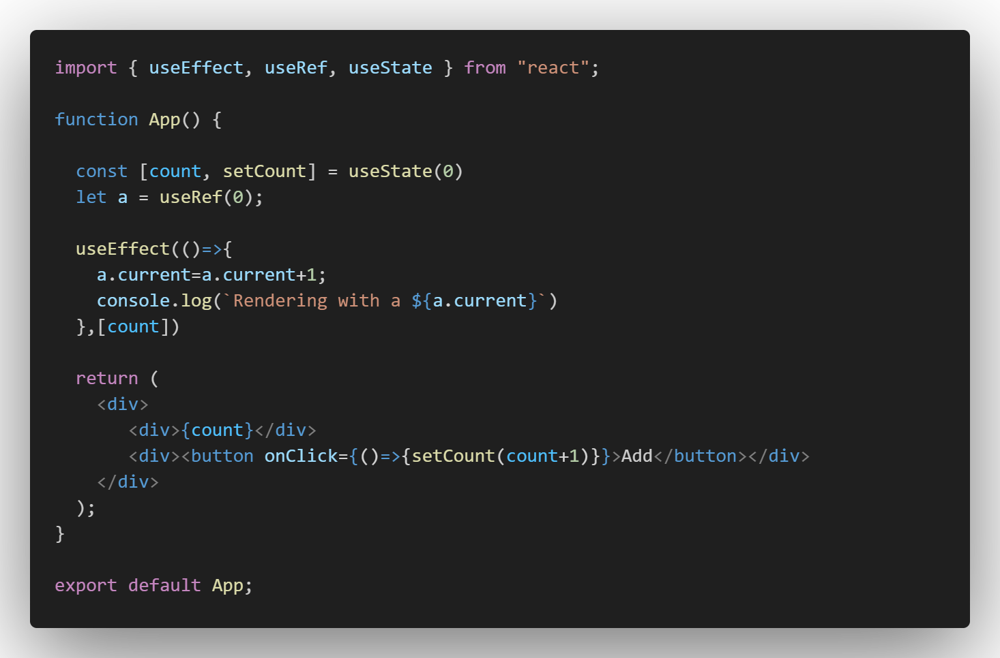 import { useEffect, useRef, useState } from "react";
function App() {
const [count, setCount] = useState(0)
let a = useRef(0);
useEffect(()=>{
a.current=a.current+1;
console.log(`Rendering with a ${a.current}`)
},[count])
return (
<div>
<div>{count}</div>
<div><button onClick={()=>{setCount(count+1)}}>Add</button></div>
</div>
);
}
export default App;